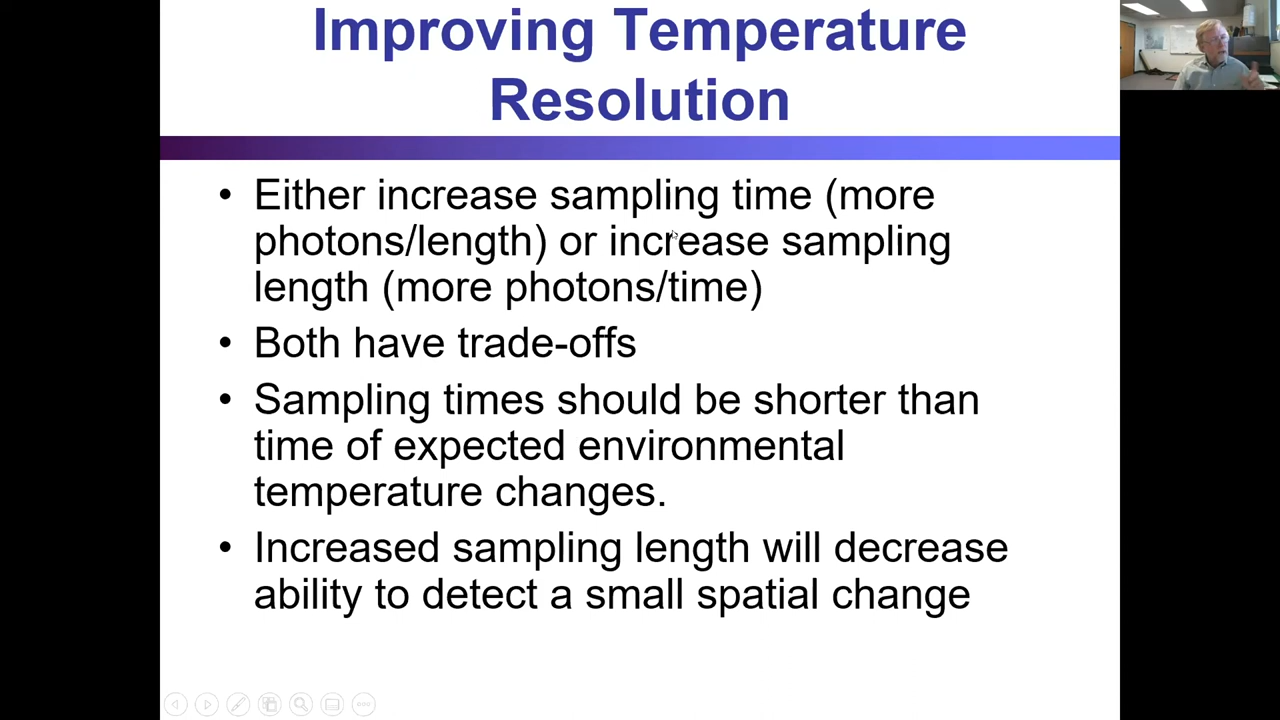 Improving Temperature
Resolution
• Either increase sampling time (more
photons/length) or increase sampling
length (more photons/time)
• Both have trade-offs
• Sampling times should be shorter than
time of expected environmental
temperature changes.
• Increased sampling length will decrease
ability to detect a small spatial change